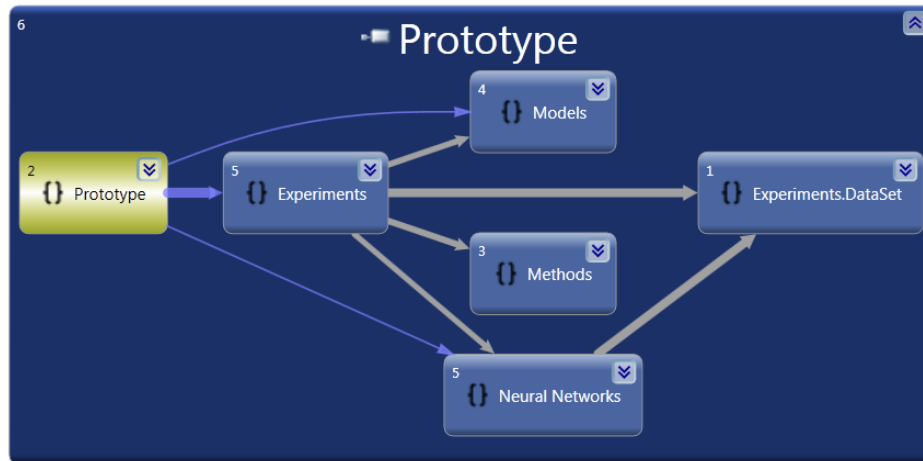 6
Prototype
4
{} Models
2
{} Prototype
5
{} Experiments
1
{} Experiments.DataSet
3
{} Methods
5
{} Neural Networks